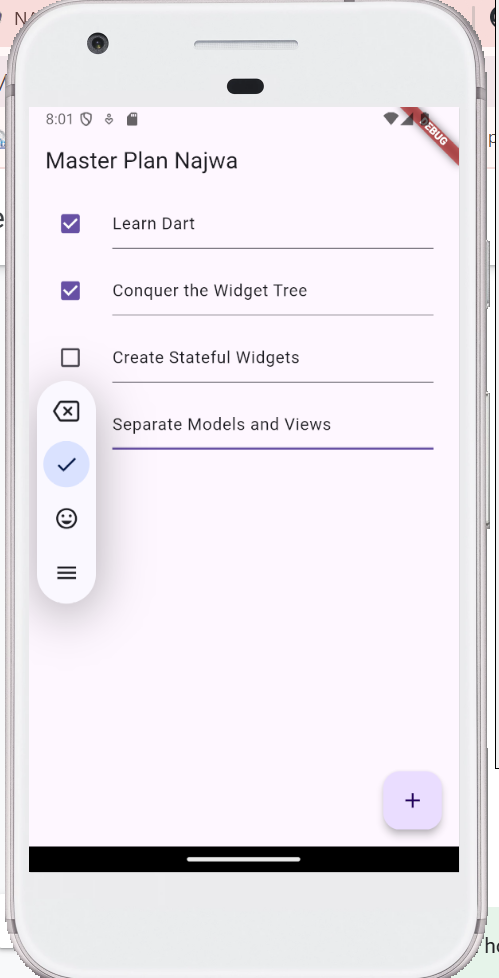 NA
8:01
DEBUG
Master Plan Najwa
Learn Dart
Conquer the Widget Tree
Create Stateful Widgets
Separate Models and Views